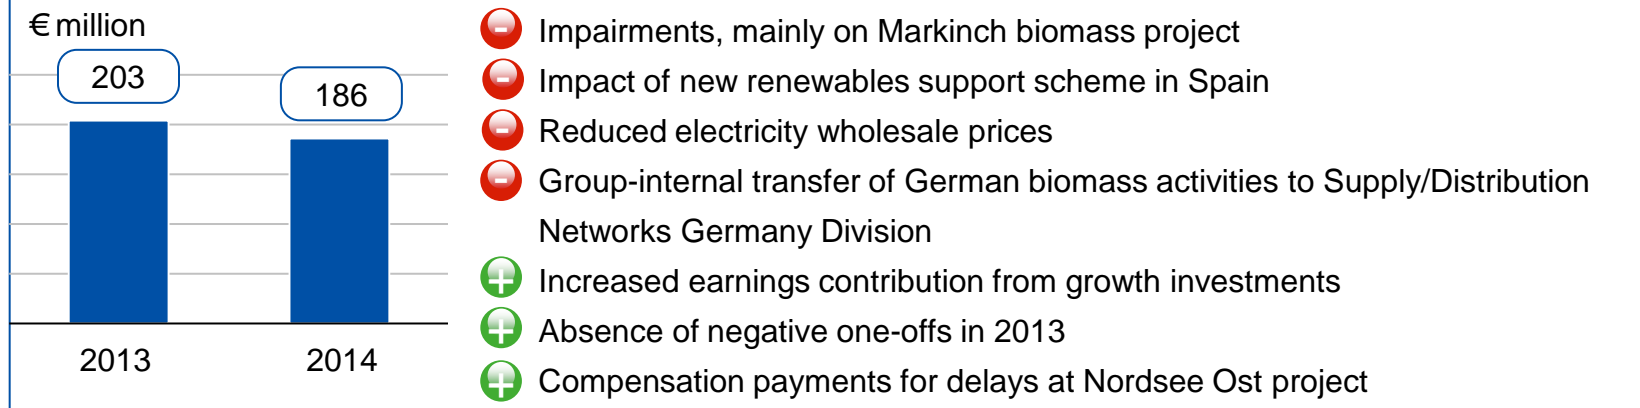 € million
203
186
2013
2014
- Impairments, mainly on Markinch biomass project
- Impact of new renewables support scheme in Spain
- Reduced electricity wholesale prices
- Group-internal transfer of German biomass activities to Supply/Distribution
Networks Germany Division
+ Increased earnings contribution from growth investments
+ Absence of negative one-offs in 2013
+ Compensation payments for delays at Nordsee Ost project